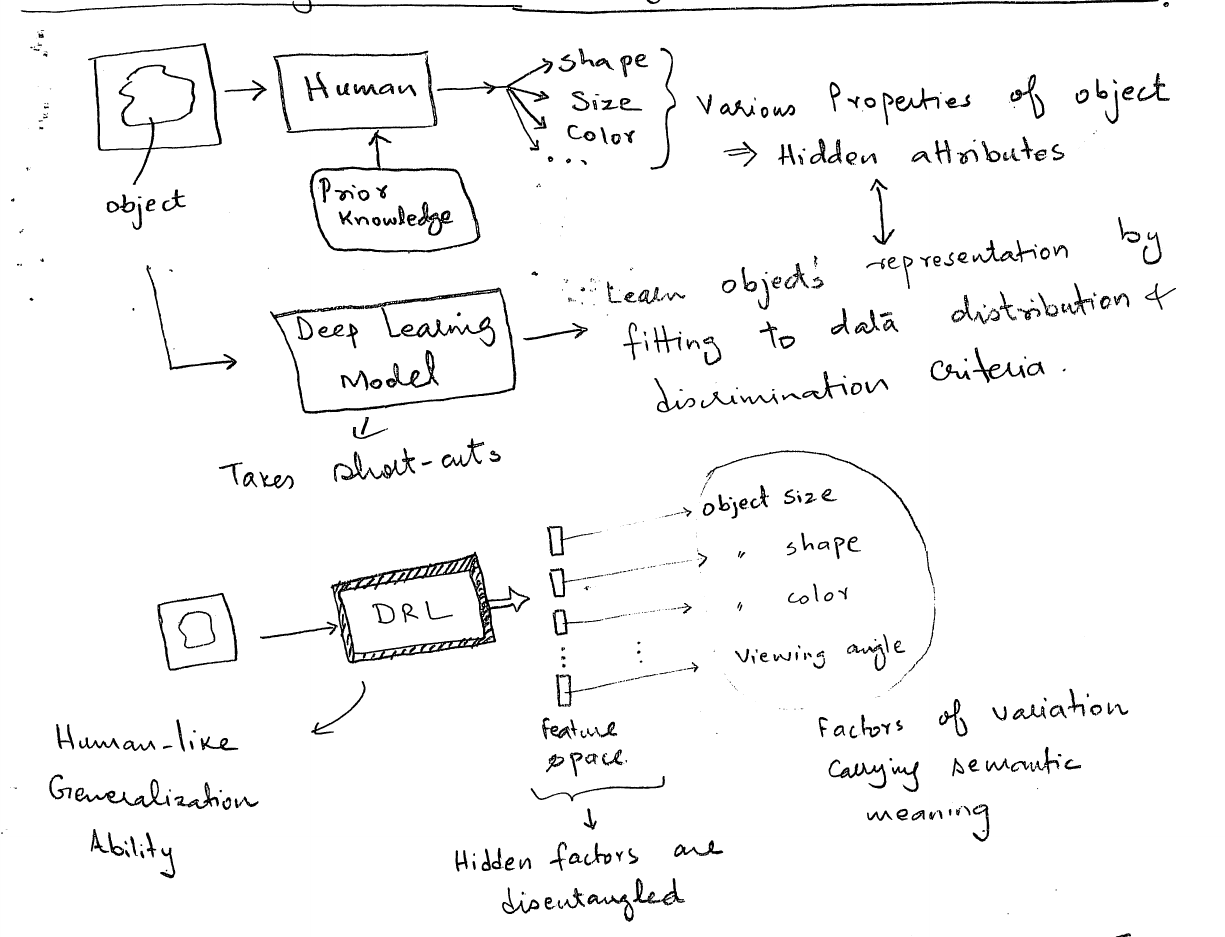 Human
shape
Size
Color
...
Various Properties of object
⇒ Hidden attributes
object
Prior
Knowledge
Deep Learning
Model
Learn object's representation by
fitting to data distribution &
discrimination criteria.
Takes short-cuts
DRL
object size
" shape
" color
Viewing angle
feature
space.
Factors of variation
carrying semantic
meaning
Human-like
Generalization
Ability
Hidden factors are
disentangled